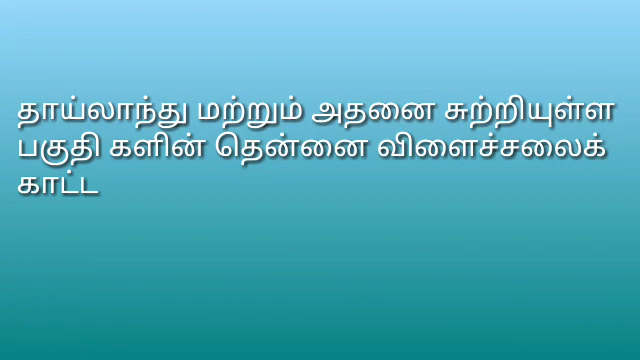 தாய்லாந்து மற்றும் அதனை சுற்றியுள்ள
பகுதி களின் தென்னை விளைச்சலைக்
காட்ட